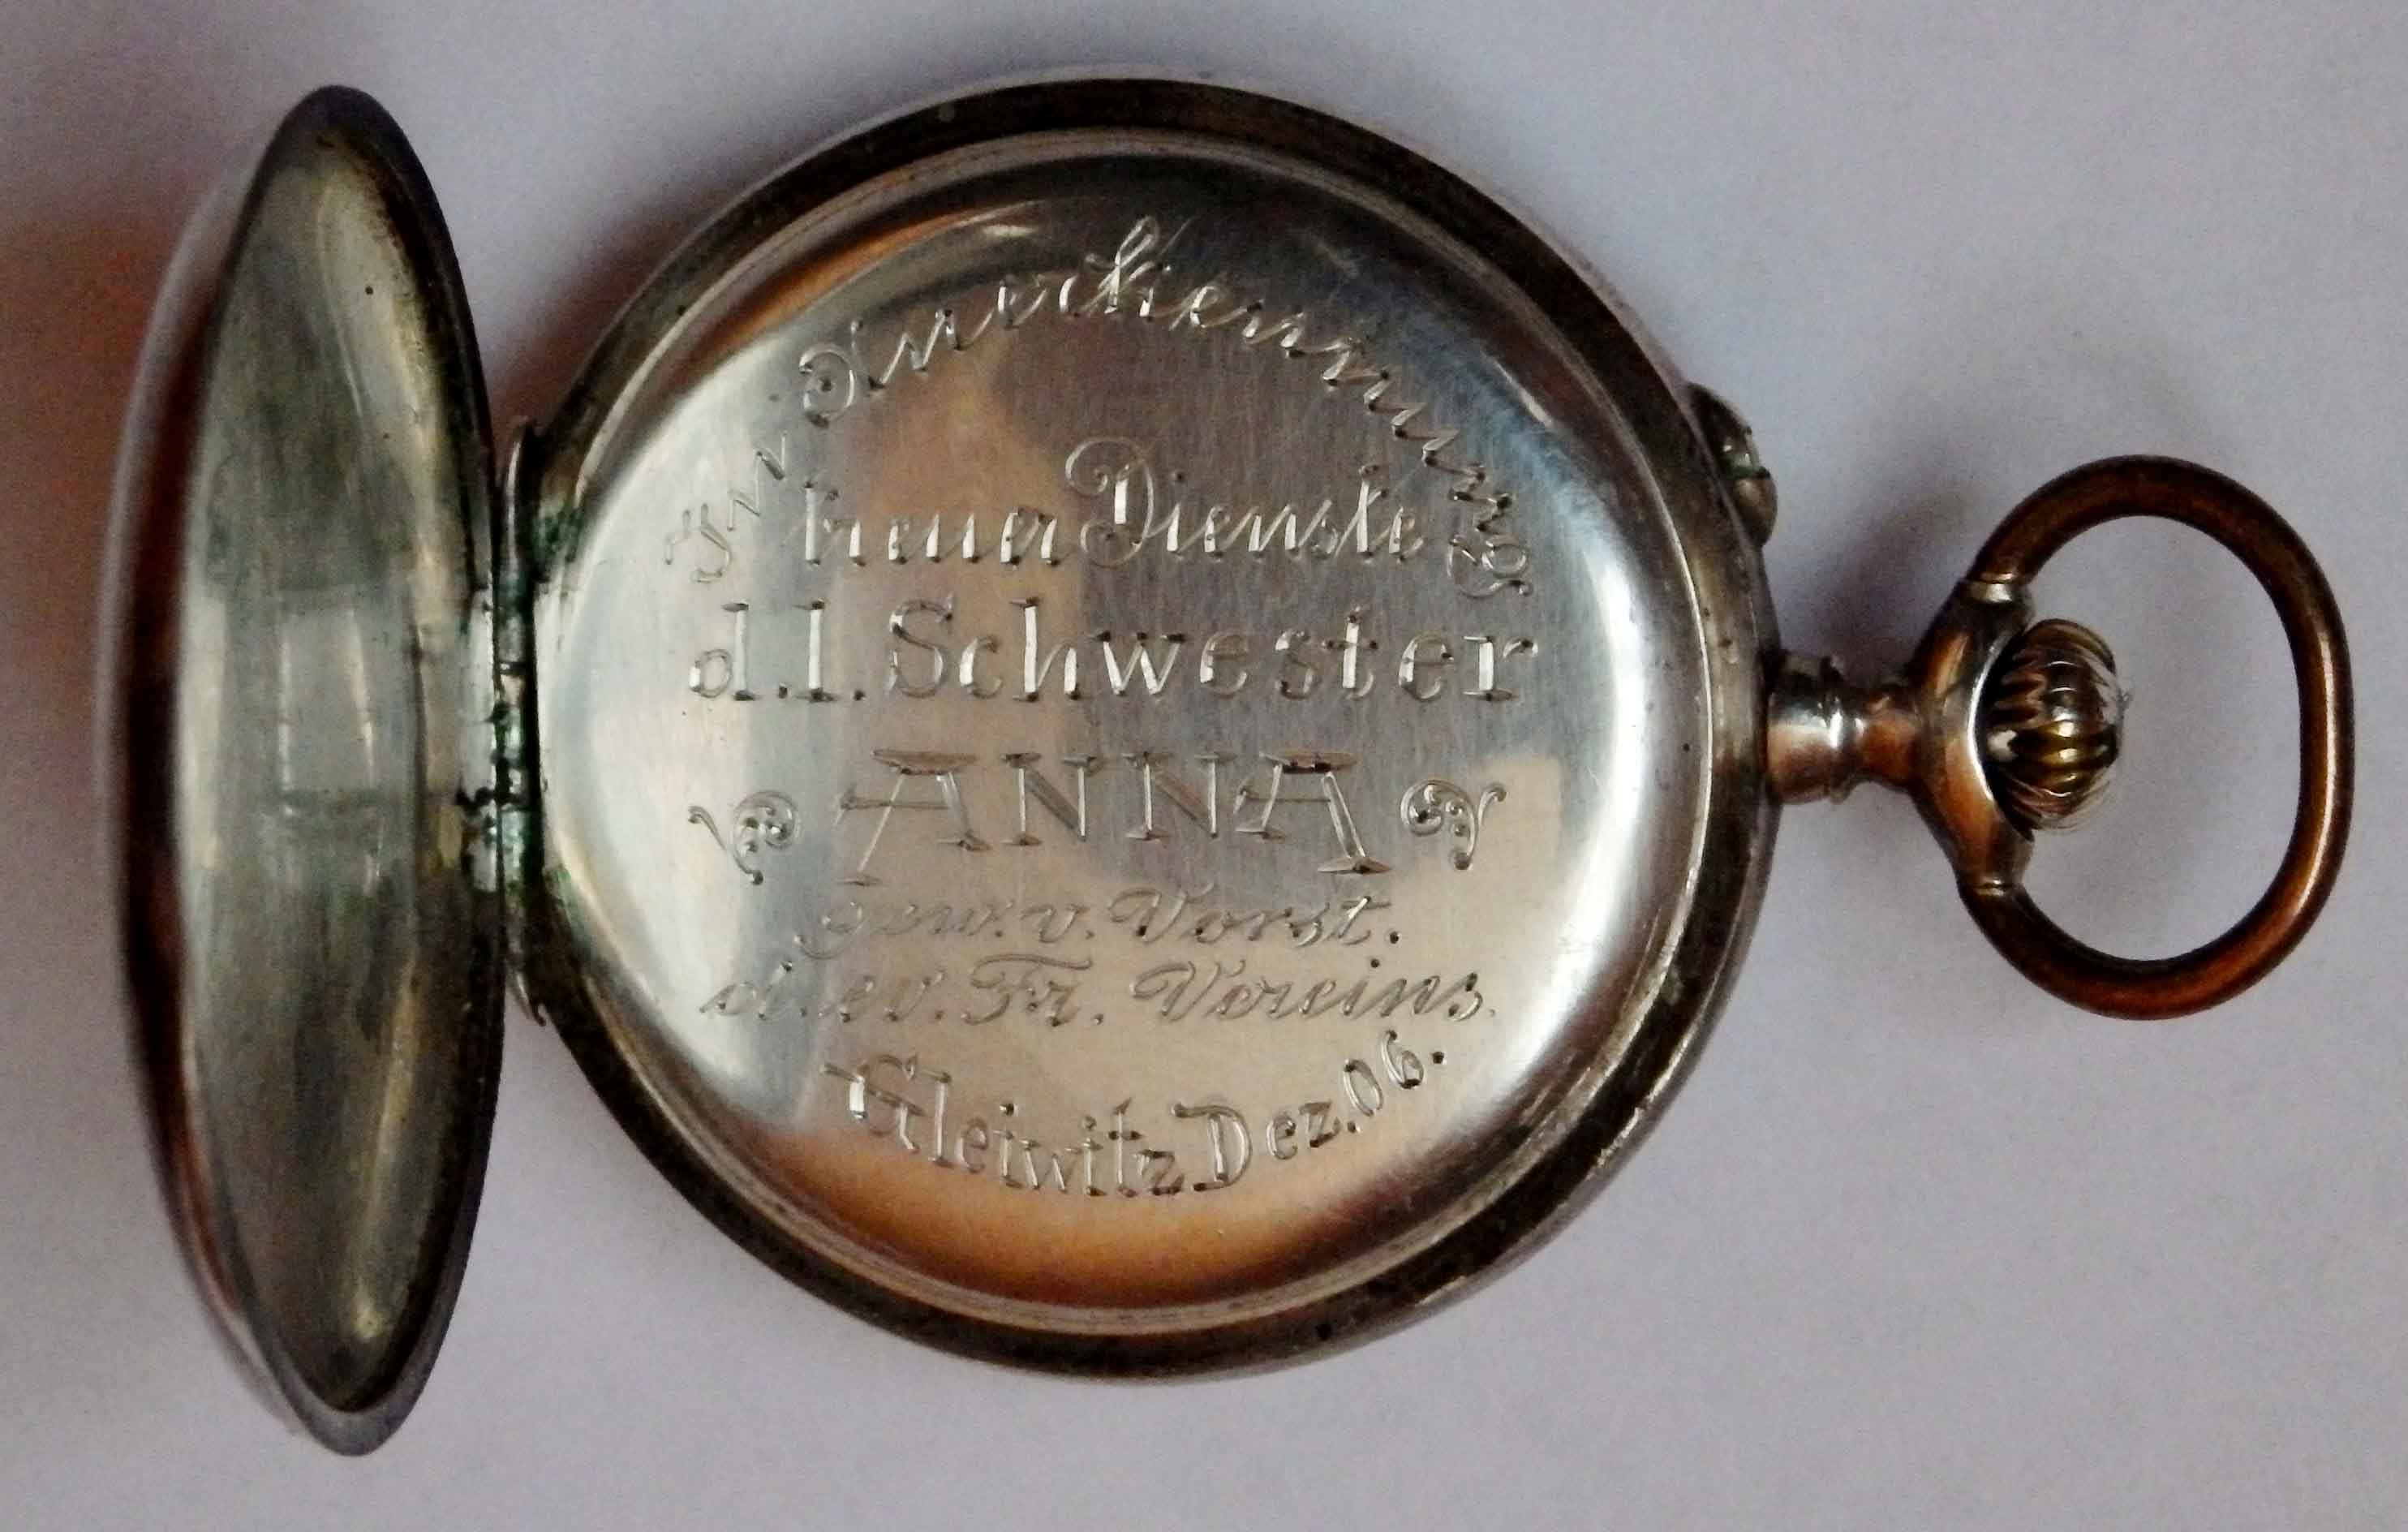 In Anerkennung
treuer Dienste
d. l. Schwester
ANNA
gew. v. Vorst.
d. ev. Fr. Vereins.
Gleiwitz Dez. 06.